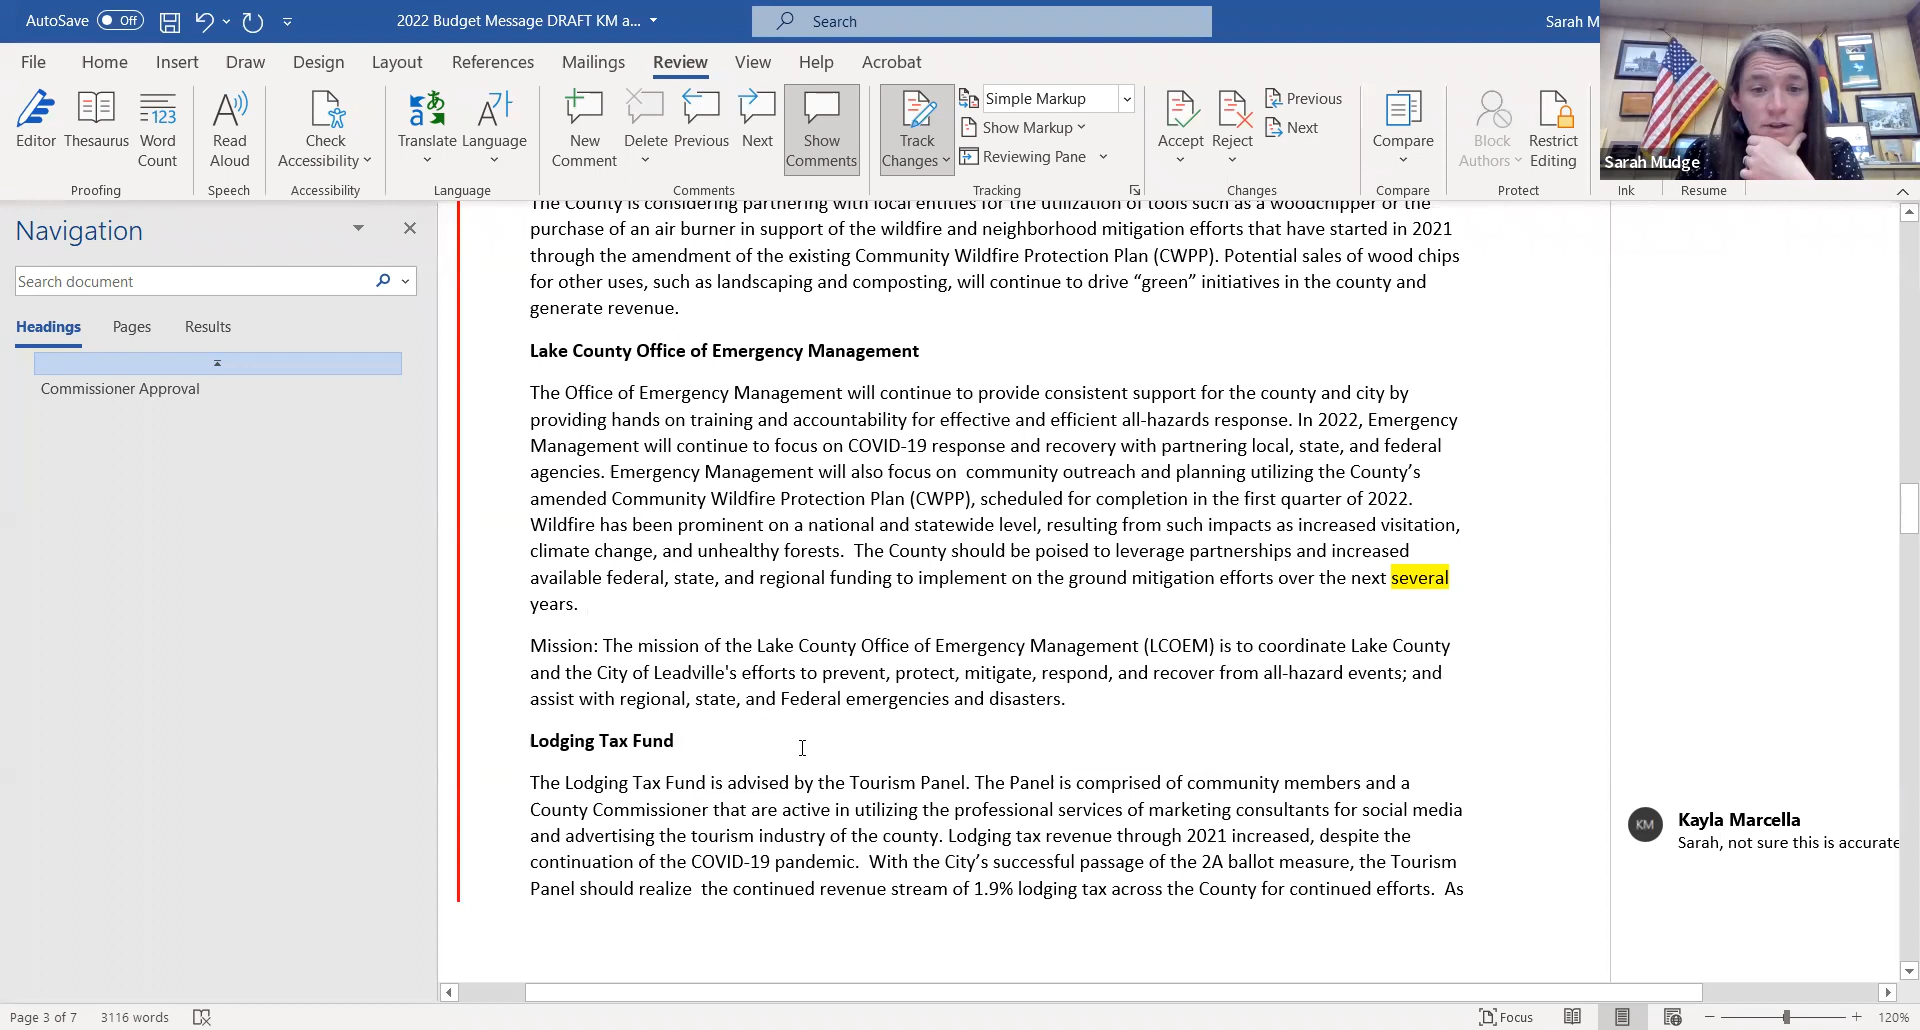 AutoSave Off 2022 Budget Message DRAFT KM a... Search Sarah M
File Home Insert Draw Design Layout References Mailings Review View Help Acrobat
Editor Thesaurus Word Count
Proofing
Read Aloud
Speech
Check Accessibility
Accessibility
Translate Language
Language
New Comment Delete Previous Next Show Comments
Comments
Track Changes
Simple Markup
Show Markup
Reviewing Pane
Tracking
Accept Reject
Previous
Next
Changes
Compare
Compare
Block Authors Restrict Editing
Protect
Ink
Resume
Sarah Mudge
Navigation
Search document
Headings Pages Results
Commissioner Approval
The County is considering partnering with local entities for the utilization of tools such as a woodchipper or the
purchase of an air burner in support of the wildfire and neighborhood mitigation efforts that have started in 2021
through the amendment of the existing Community Wildfire Protection Plan (CWPP). Potential sales of wood chips
for other uses, such as landscaping and composting, will continue to drive “green” initiatives in the county and
generate revenue.
Lake County Office of Emergency Management
The Office of Emergency Management will continue to provide consistent support for the county and city by
providing hands on training and accountability for effective and efficient all-hazards response. In 2022, Emergency
Management will continue to focus on COVID-19 response and recovery with partnering local, state, and federal
agencies. Emergency Management will also focus on  community outreach and planning utilizing the County’s
amended Community Wildfire Protection Plan (CWPP), scheduled for completion in the first quarter of 2022.
Wildfire has been prominent on a national and statewide level, resulting from such impacts as increased visitation,
climate change, and unhealthy forests.  The County should be poised to leverage partnerships and increased
available federal, state, and regional funding to implement on the ground mitigation efforts over the next several
years.
Mission: The mission of the Lake County Office of Emergency Management (LCOEM) is to coordinate Lake County
and the City of Leadville's efforts to prevent, protect, mitigate, respond, and recover from all-hazard events; and
assist with regional, state, and Federal emergencies and disasters.
Lodging Tax Fund
The Lodging Tax Fund is advised by the Tourism Panel. The Panel is comprised of community members and a
County Commissioner that are active in utilizing the professional services of marketing consultants for social media
and advertising the tourism industry of the county. Lodging tax revenue through 2021 increased, despite the
continuation of the COVID-19 pandemic.  With the City’s successful passage of the 2A ballot measure, the Tourism
Panel should realize  the continued revenue stream of 1.9% lodging tax across the County for continued efforts.  As
KM Kayla Marcella
Sarah, not sure this is accurate
Page 3 of 7 3116 words Focus 120%